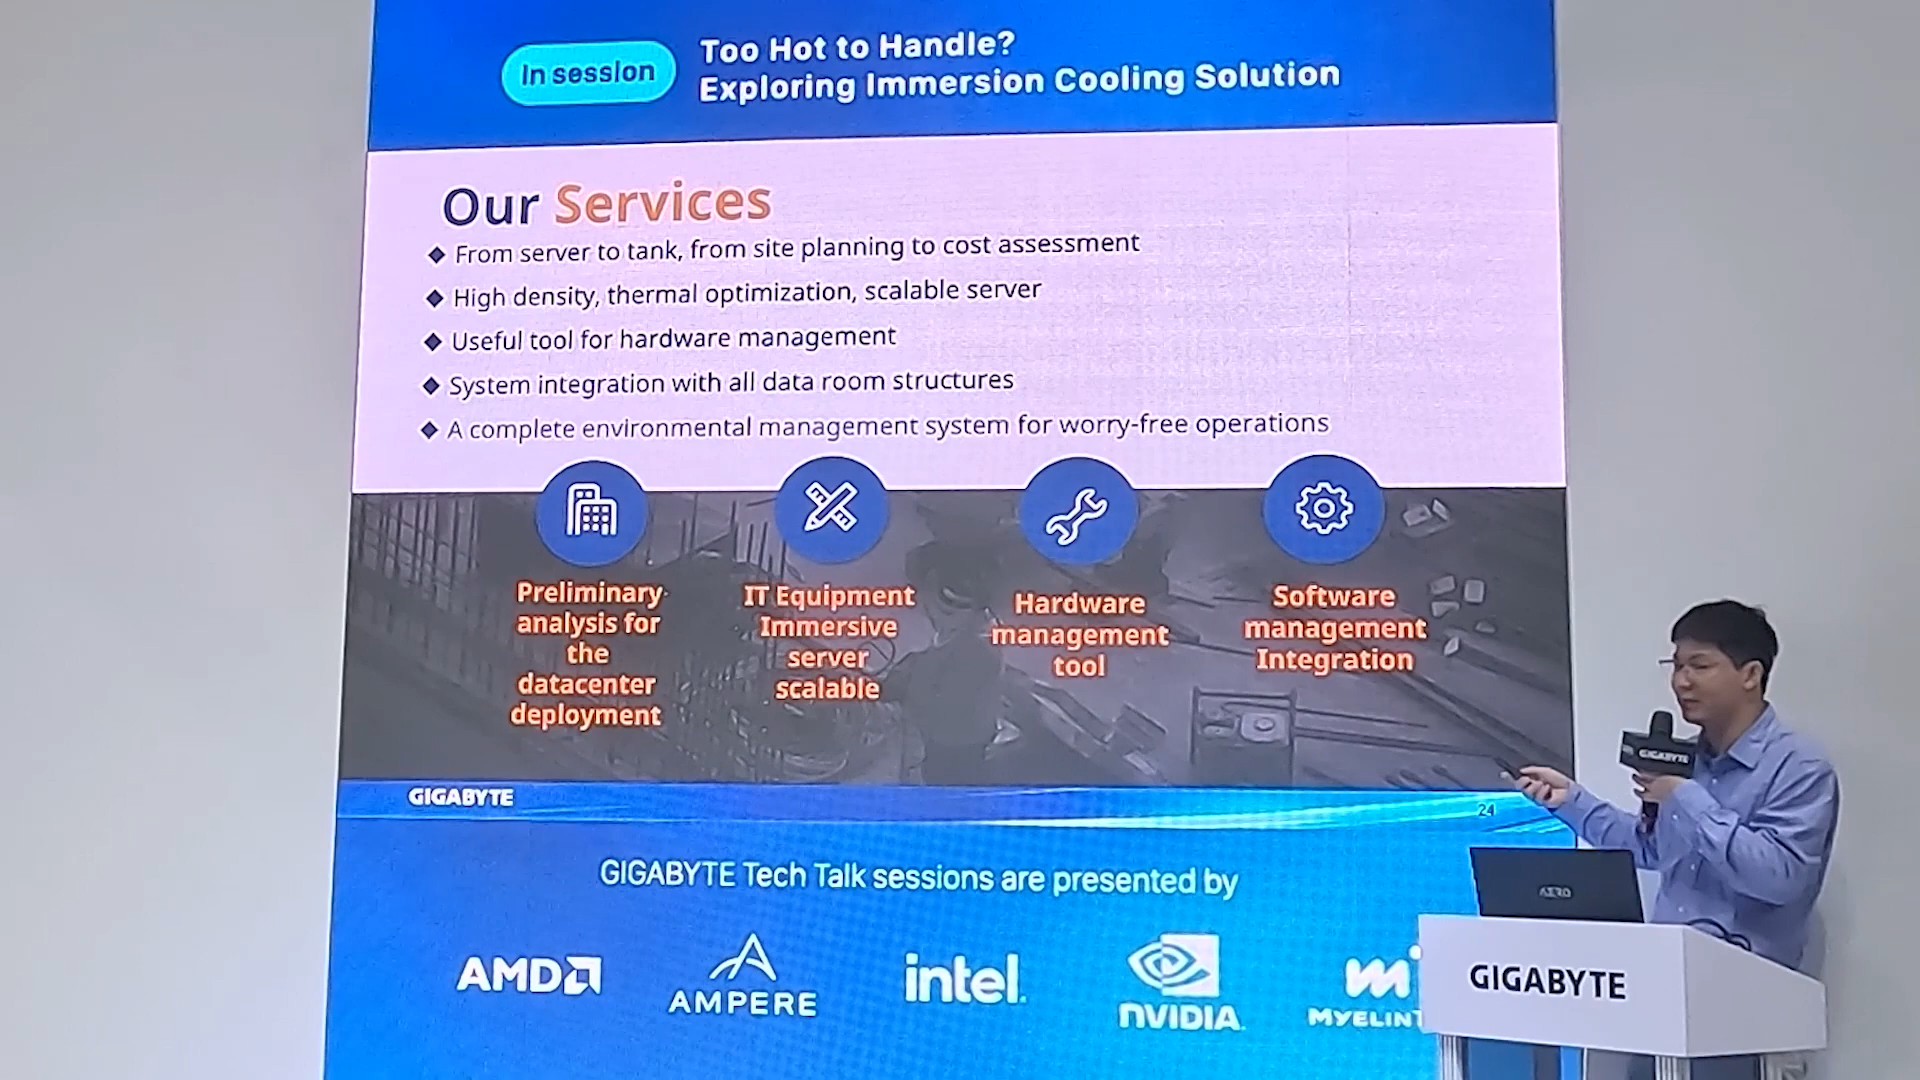 In session
Too Hot to Handle?
Exploring Immersion Cooling Solution
Our Services
From server to tank, from site planning to cost assessment
High density, thermal optimization, scalable server
Useful tool for hardware management
System integration with all data room structures
A complete environmental management system for worry-free operations
Preliminary
analysis for
the
datacenter
deployment
IT Equipment
Immersive
server
scalable
Hardware
management
tool
Software
management
Integration
GIGABYTE
24
GIGABYTE Tech Talk sessions are presented by
AMD
AMPERE
intel.
NVIDIA
MYELINT
GIGABYTE
AERO
GIGABYTE